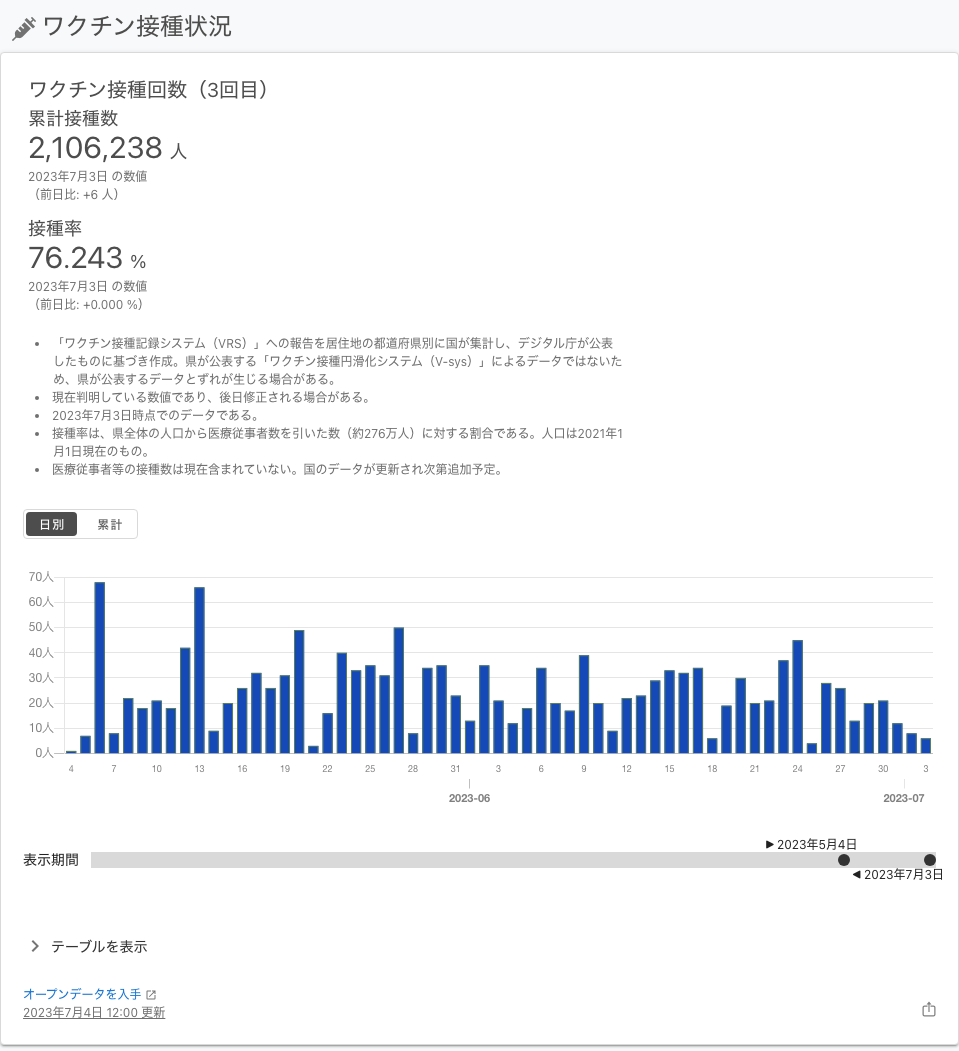 ワクチン接種状況
ワクチン接種回数（3回目）
累計接種数
2,106,238 人
2023年7月3日 の数値
（前日比: +6 人）
接種率
76.243 %
2023年7月3日 の数値
（前日比: +0.000 %）
• 「ワクチン接種記録システム（VRS）」への報告を居住地の都道府県別に国が集計し、デジタル庁が公表
したものに基づき作成。県が公表する「ワクチン接種円滑化システム（V-sys）」によるデータではないた
め、県が公表するデータとずれが生じる場合がある。
• 現在判明している数値であり、後日修正される場合がある。
• 2023年7月3日時点でのデータである。
• 接種率は、県全体の人口から医療従事者数を引いた数（約276万人）に対する割合である。人口は2021年1
月1日現在のもの。
• 医療従事者等の接種数は現在含まれていない。国のデータが更新され次第追加予定。
日別 累計
70人
60人
50人
40人
30人
20人
10人
0人
4 7 10 13 16 19 22 25 28 31 3 6 9 12 15 18 21 24 27 30 3
2023-06 2023-07
▶ 2023年5月4日
表示期間
◀ 2023年7月3日
テーブルを表示
オープンデータを入手
2023年7月4日 12:00 更新